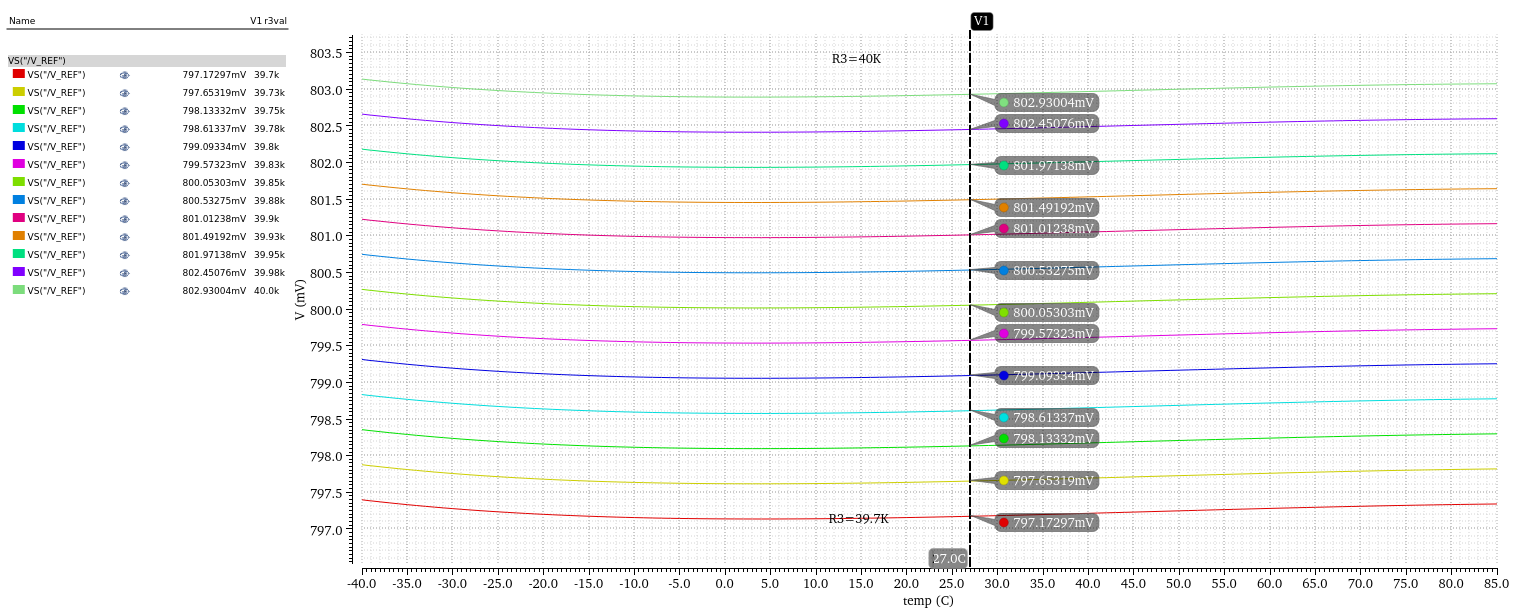 Name V1 r3val
VS("/V_REF")
VS("/V_REF") 797.17297mV 39.7k
VS("/V_REF") 797.65319mV 39.73k
VS("/V_REF") 798.13332mV 39.75k
VS("/V_REF") 798.61337mV 39.78k
VS("/V_REF") 799.09334mV 39.8k
VS("/V_REF") 799.57323mV 39.83k
VS("/V_REF") 800.05303mV 39.85k
VS("/V_REF") 800.53275mV 39.88k
VS("/V_REF") 801.01238mV 39.9k
VS("/V_REF") 801.49192mV 39.93k
VS("/V_REF") 801.97138mV 39.95k
VS("/V_REF") 802.45076mV 39.98k
VS("/V_REF") 802.93004mV 40.0k
V1
R3=40K
803.5
803.0
802.5
802.0
801.5
801.0
800.5
800.0
799.5
799.0
798.5
798.0
797.5
797.0
V (mV)
802.93004mV
802.45076mV
801.97138mV
801.49192mV
801.01238mV
800.53275mV
800.05303mV
799.57323mV
799.09334mV
798.61337mV
798.13332mV
797.65319mV
797.17297mV
R3=39.7K
27.0C
-40.0 -35.0 -30.0 -25.0 -20.0 -15.0 -10.0 -5.0 0.0 5.0 10.0 15.0 20.0 25.0 30.0 35.0 40.0 45.0 50.0 55.0 60.0 65.0 70.0 75.0 80.0 85.0
temp (C)